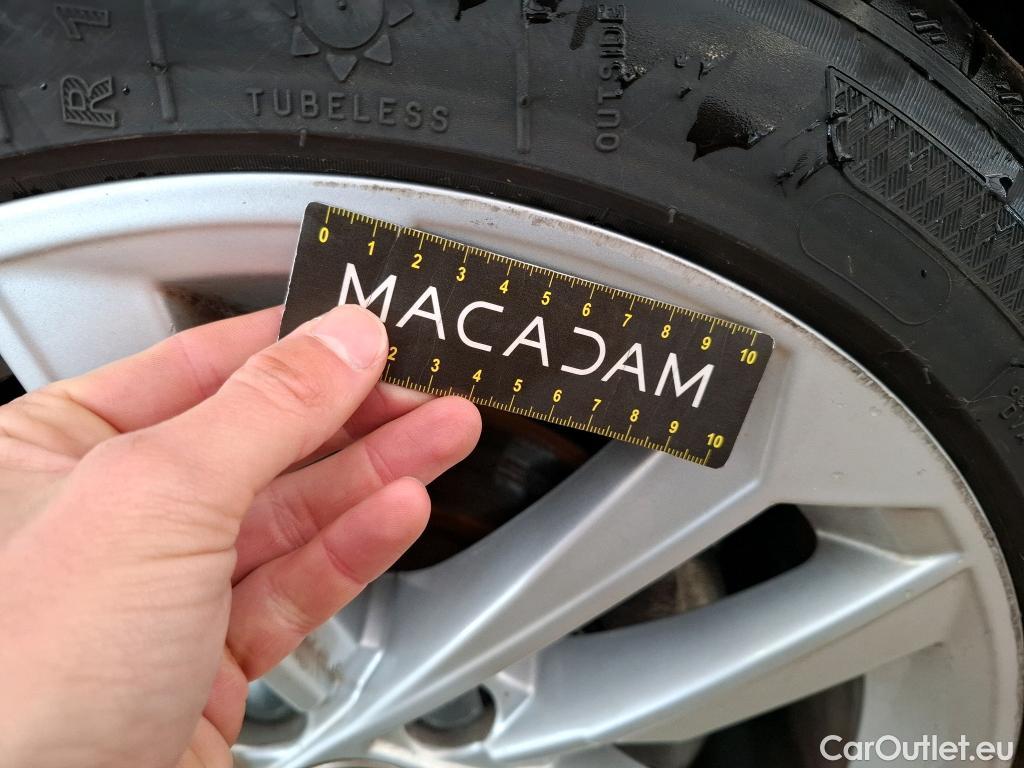 R 1
TUBELESS
OUTSIDE
0 1 2 3 4 5 6 7 8 9 10
MACADAM
2 3 4 5 6 7 8 9 10
CarOutlet.eu